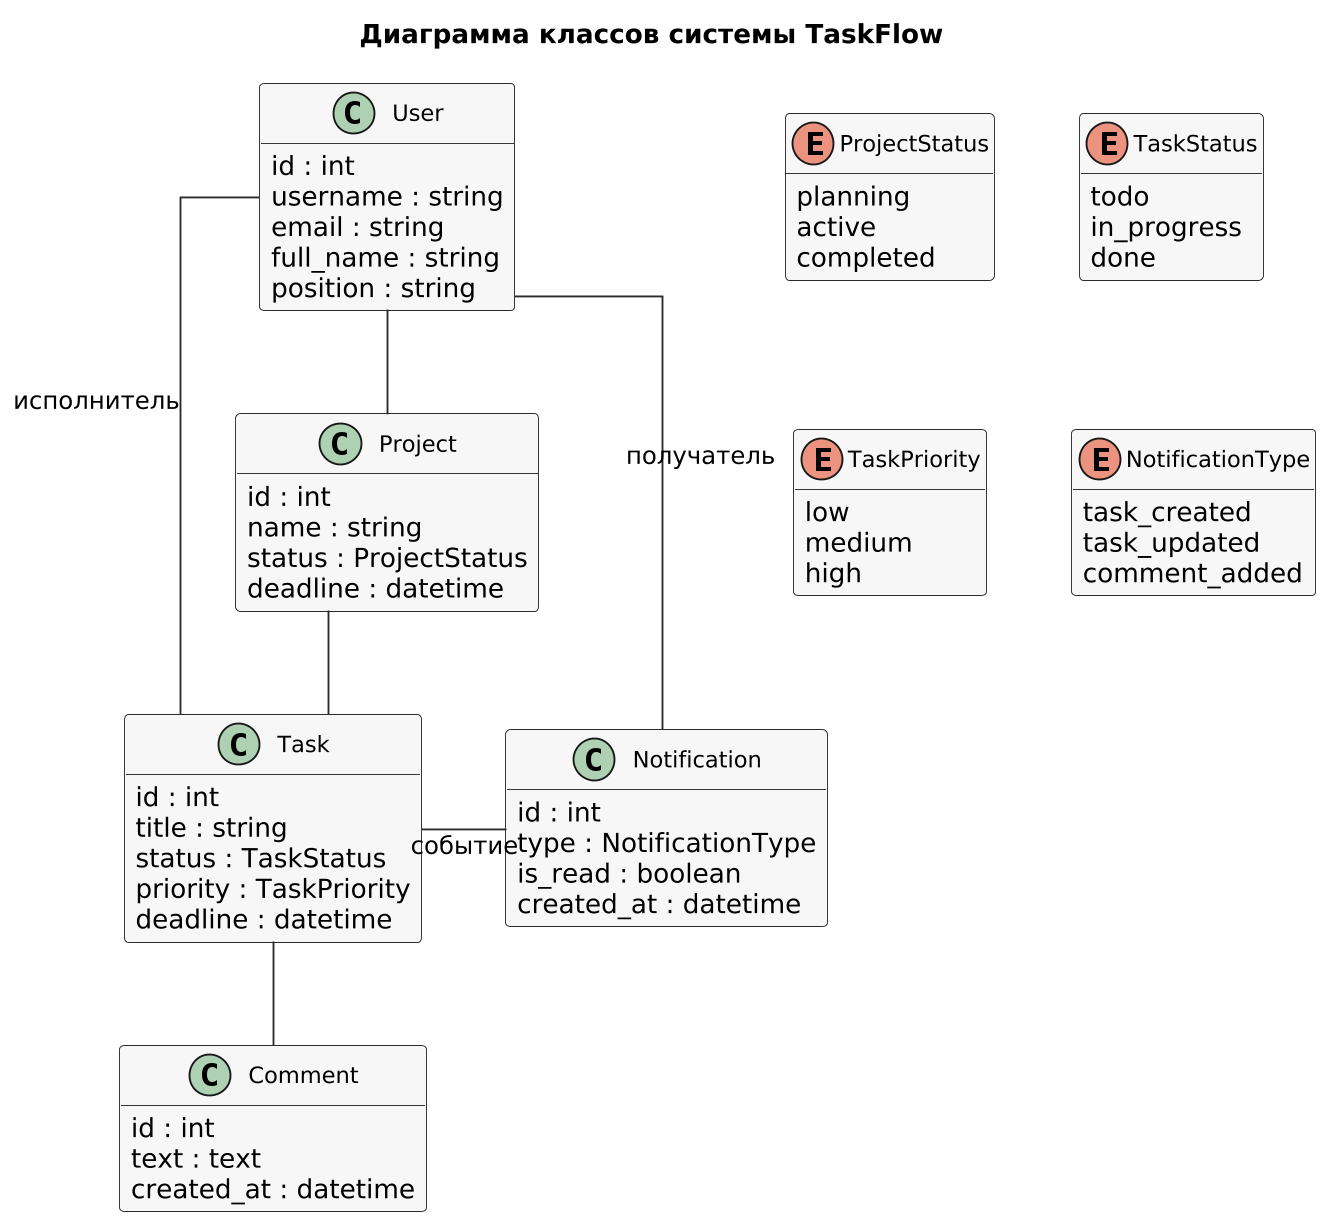 Диаграмма классов системы TaskFlow
C User
id : int
username : string
email : string
full_name : string
position : string
E ProjectStatus
planning
active
completed
E TaskStatus
todo
in_progress
done
исполнитель
C Project
id : int
name : string
status : ProjectStatus
deadline : datetime
получатель
E TaskPriority
low
medium
high
E NotificationType
task_created
task_updated
comment_added
C Task
id : int
title : string
status : TaskStatus
priority : TaskPriority
deadline : datetime
событие
C Notification
id : int
type : NotificationType
is_read : boolean
created_at : datetime
C Comment
id : int
text : text
created_at : datetime